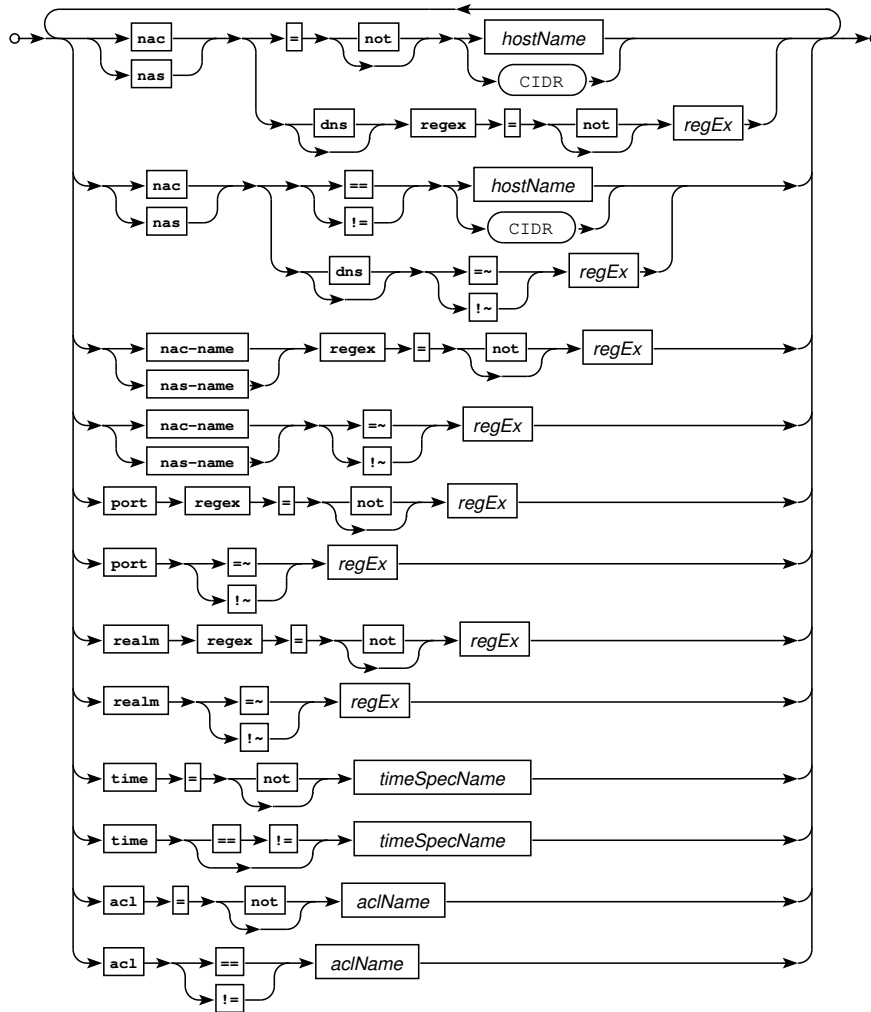 nac = not hostName
nas CIDR
dns regex = not regEx
nac == hostName
nas != CIDR
dns =~ regEx
!~
nac-name regex = not regEx
nas-name
nac-name =~ regEx
nas-name !~
port regex = not regEx
port =~ regEx
!~
realm regex = not regEx
realm =~ regEx
!~
time = not timeSpecName
time == != timeSpecName
acl = not aclName
acl == aclName
!=